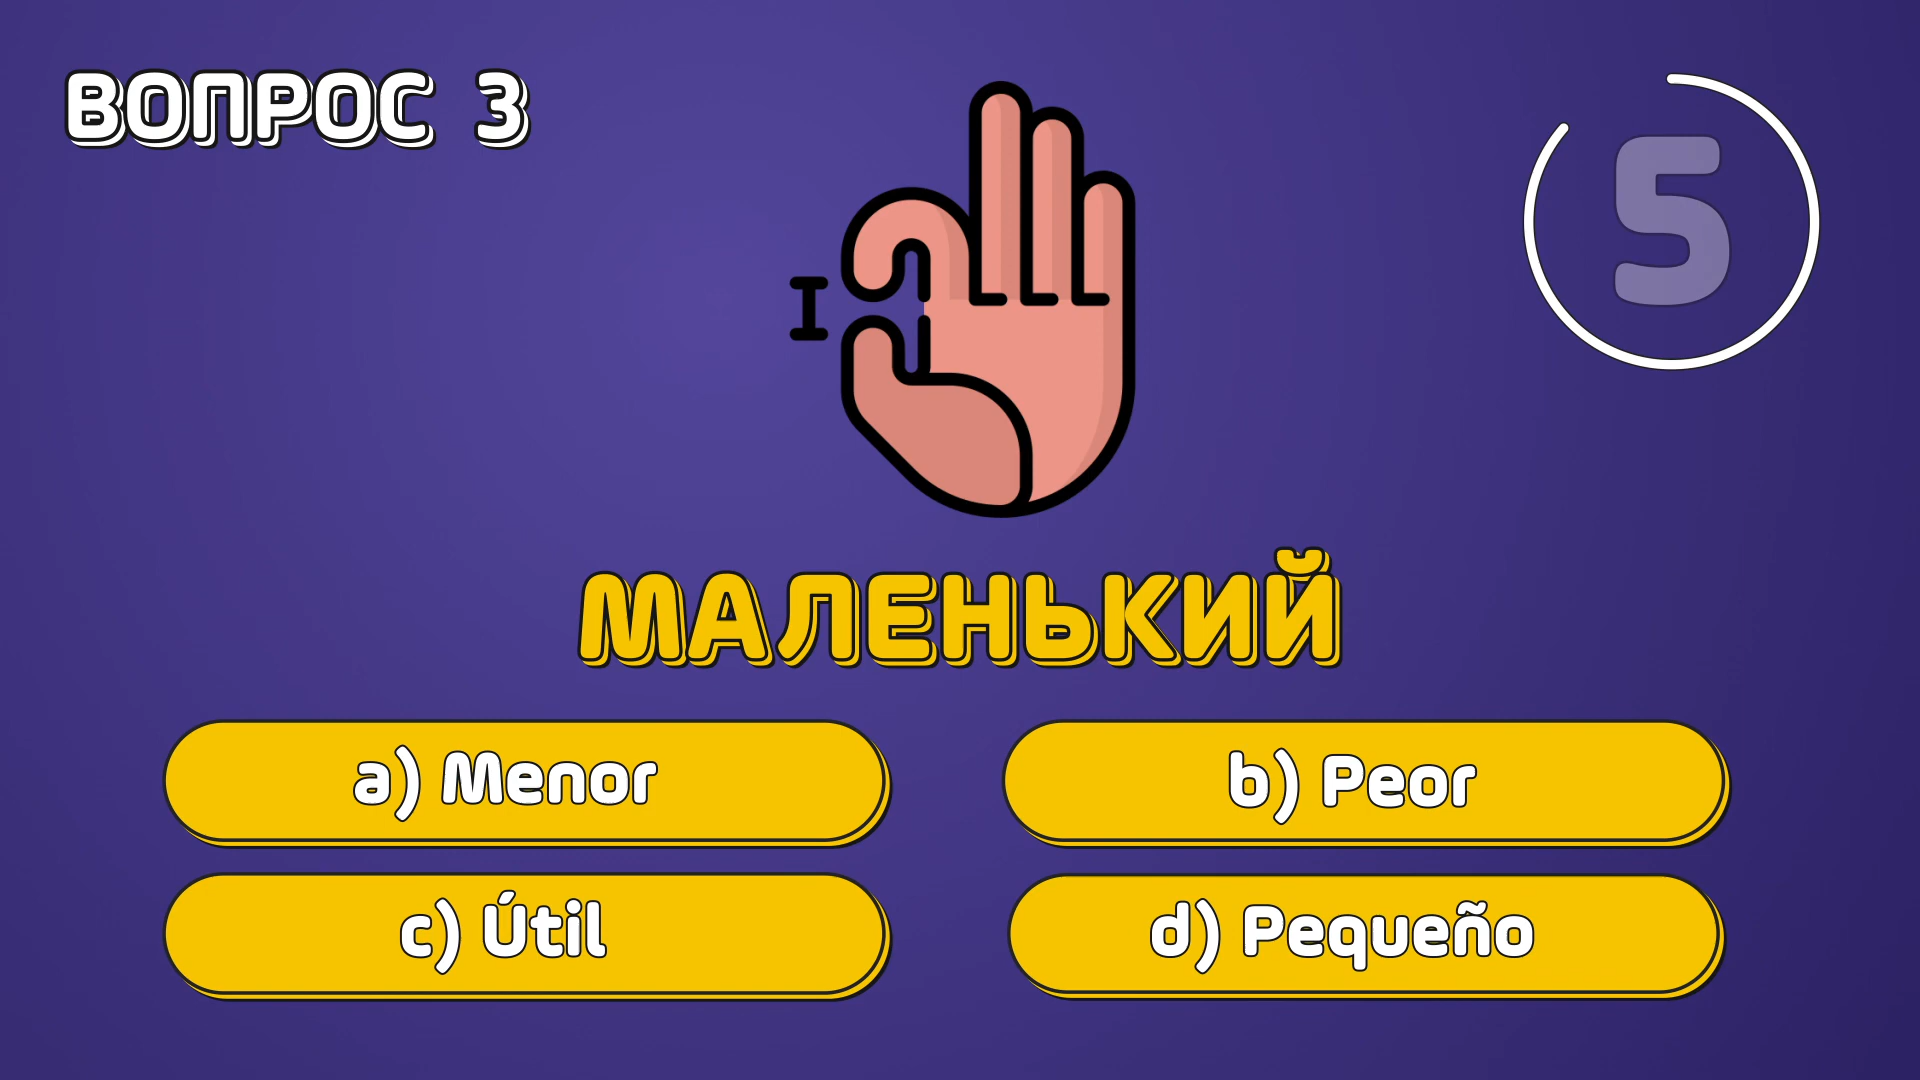 ВОПРОС 3
5
МАЛЕНЬКИЙ
a) Menor
b) Peor
c) Útil
d) Pequeño